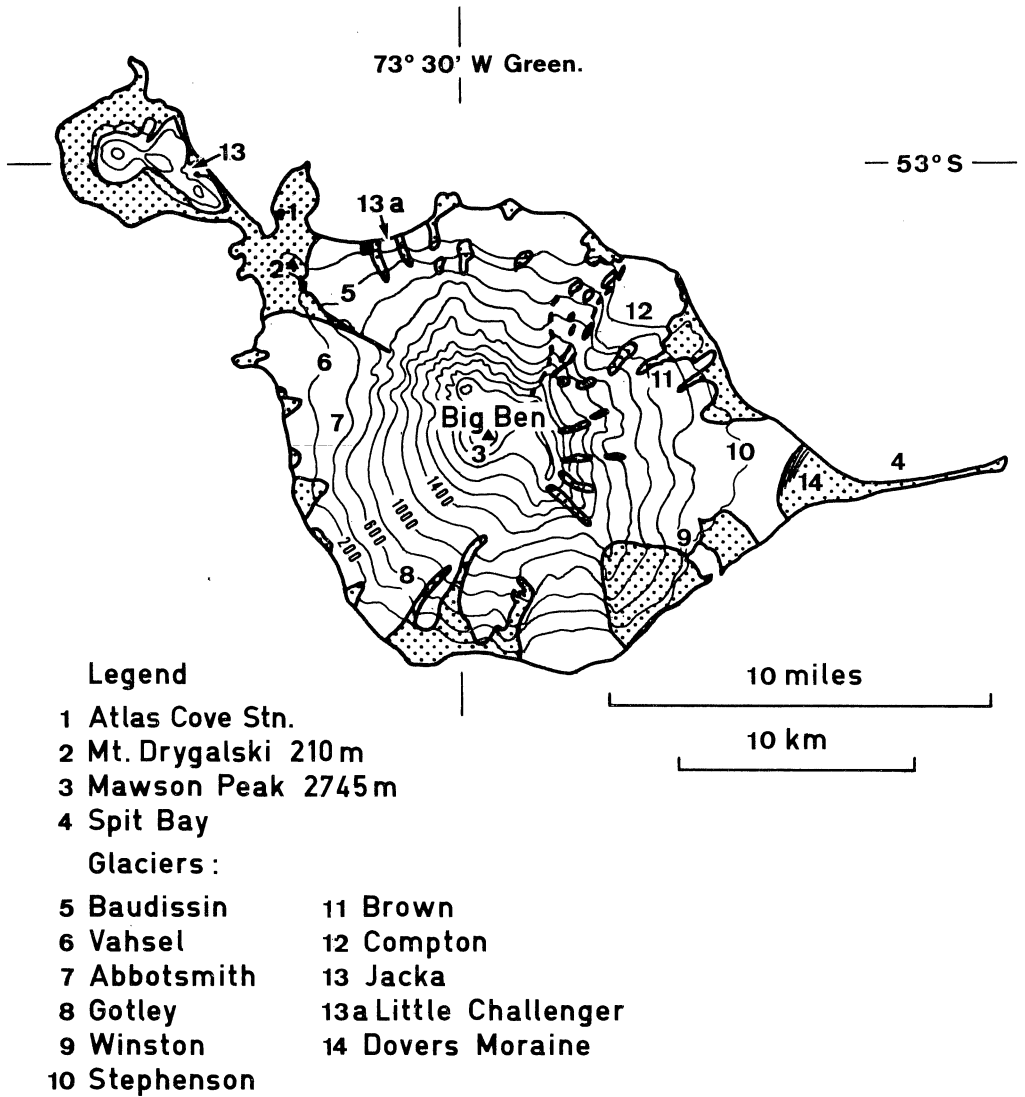 73° 30' W Green.
13
53° S
13a
1
2
5
12
6
11
7
Big Ben
3
10
4
14
1400
1000
600
200
9
8
Legend
10 miles
1 Atlas Cove Stn.
2 Mt. Drygalski 210m
10 km
3 Mawson Peak 2745m
4 Spit Bay
Glaciers :
5 Baudissin 11 Brown
6 Vahsel 12 Compton
7 Abbotsmith 13 Jacka
8 Gotley 13a Little Challenger
9 Winston 14 Dovers Moraine
10 Stephenson